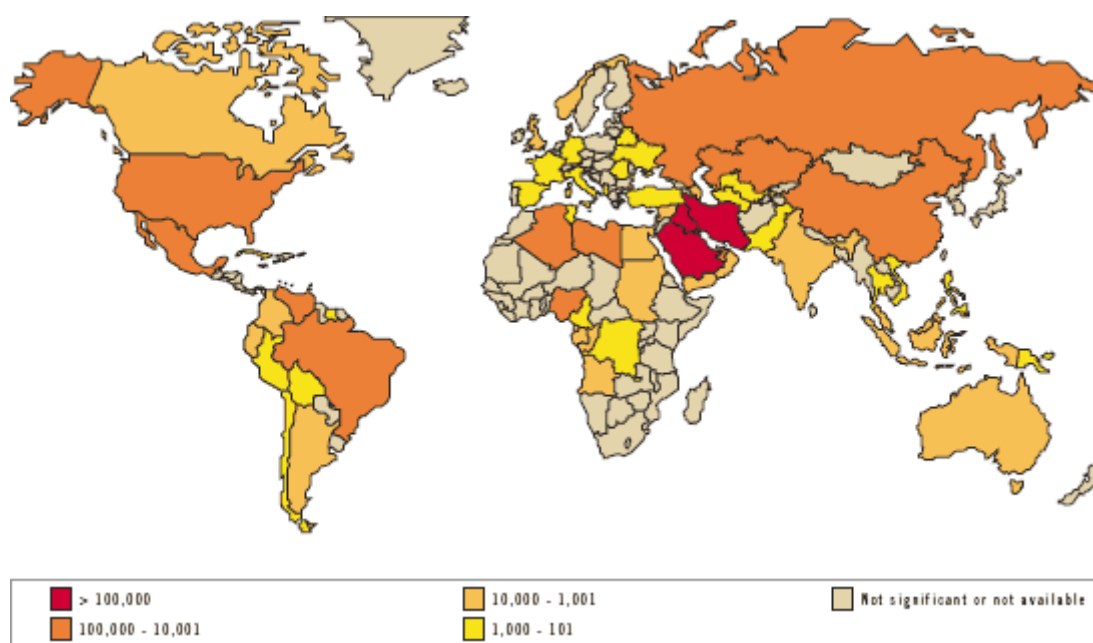 > 100,000
10,000 - 1,001
Not significant or not available
100,000 - 10,001
1,000 - 101